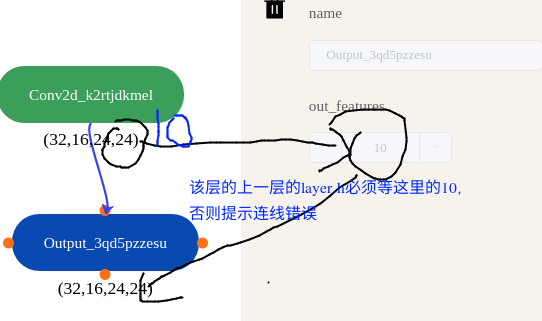 name
Output_3qd5pzzesu
Conv2d_k2rtjdkmel
out_features
(32,16,24,24)
10
+
该层的上一层的layer_h必须等这里的10,
否则提示连线错误
Output_3qd5pzzesu
(32,16,24,24)